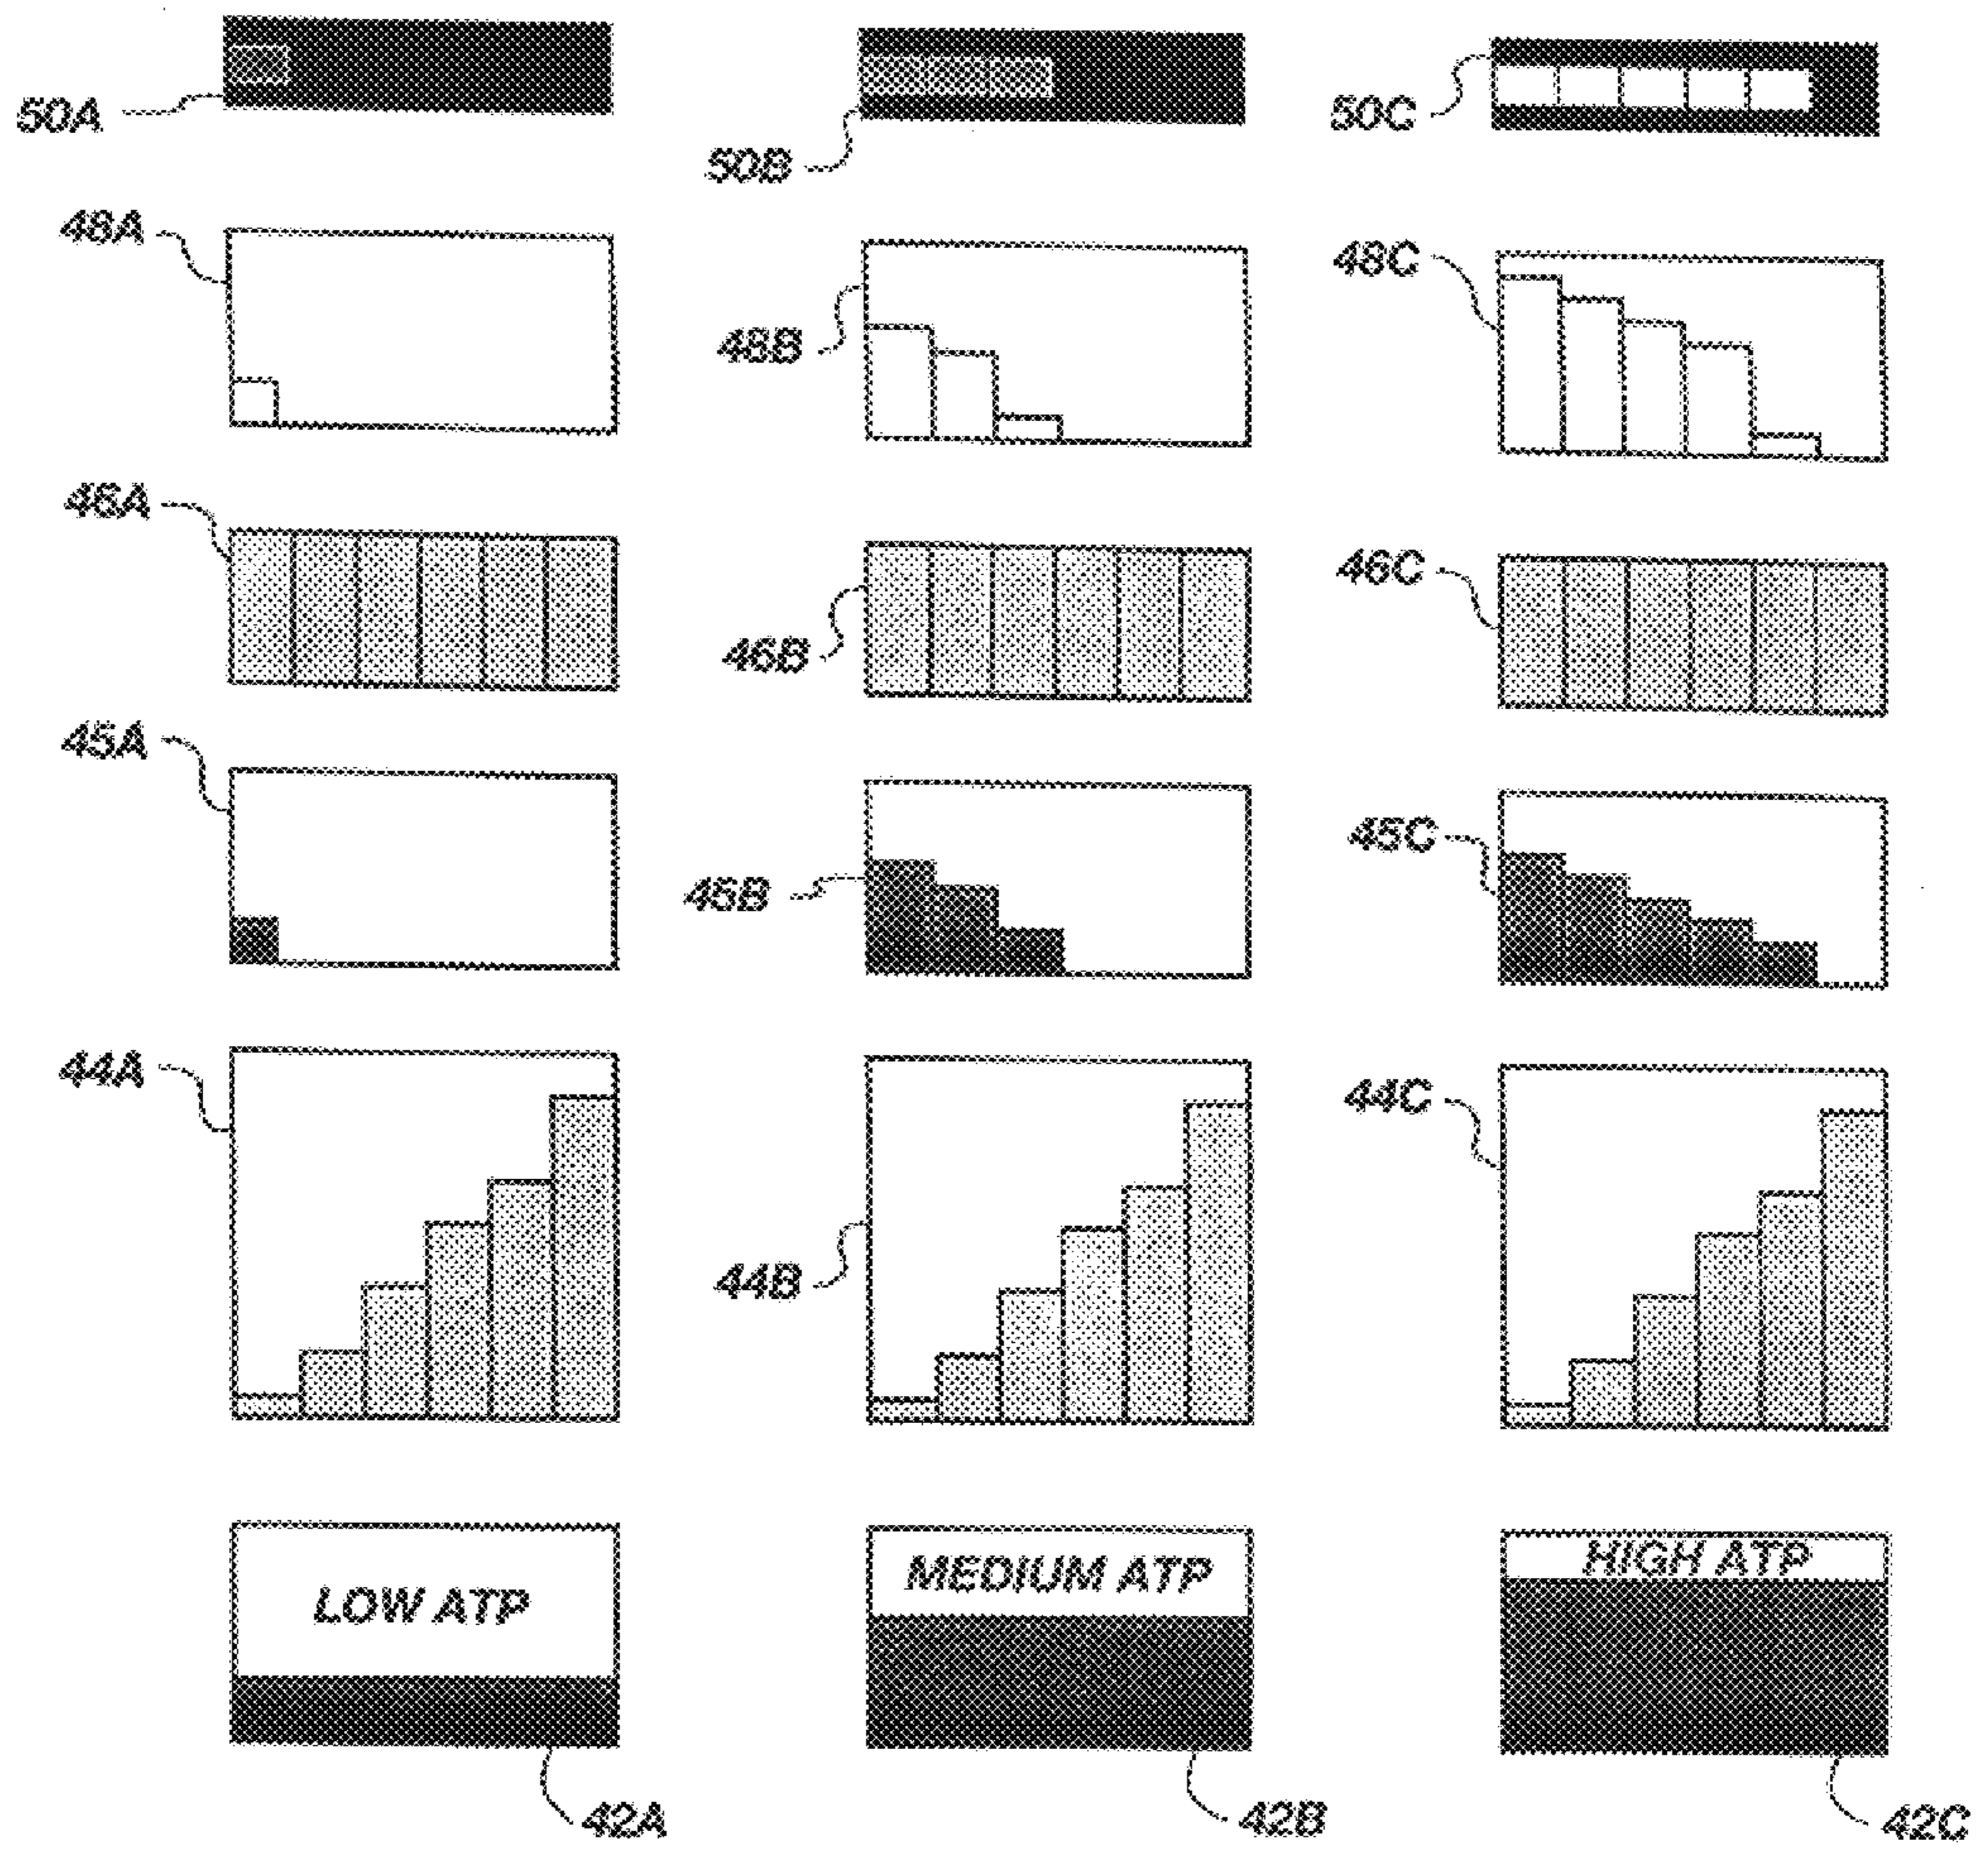 50A
50B
50C
48A
48B
48C
46A
46B
46C
45A
45B
45C
44A
44B
44C
LOW ATP
MEDIUM ATP
HIGH ATP
42A
42B
42C